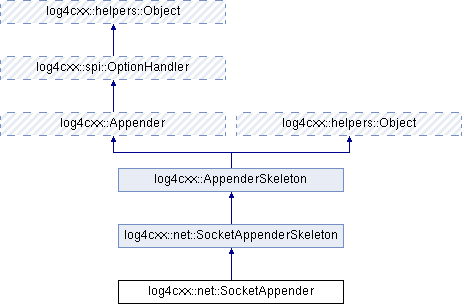 log4cxx::helpers::Object
log4cxx::spi::OptionHandler
log4cxx::Appender
log4cxx::helpers::Object
log4cxx::AppenderSkeleton
log4cxx::net::SocketAppenderSkeleton
log4cxx::net::SocketAppender